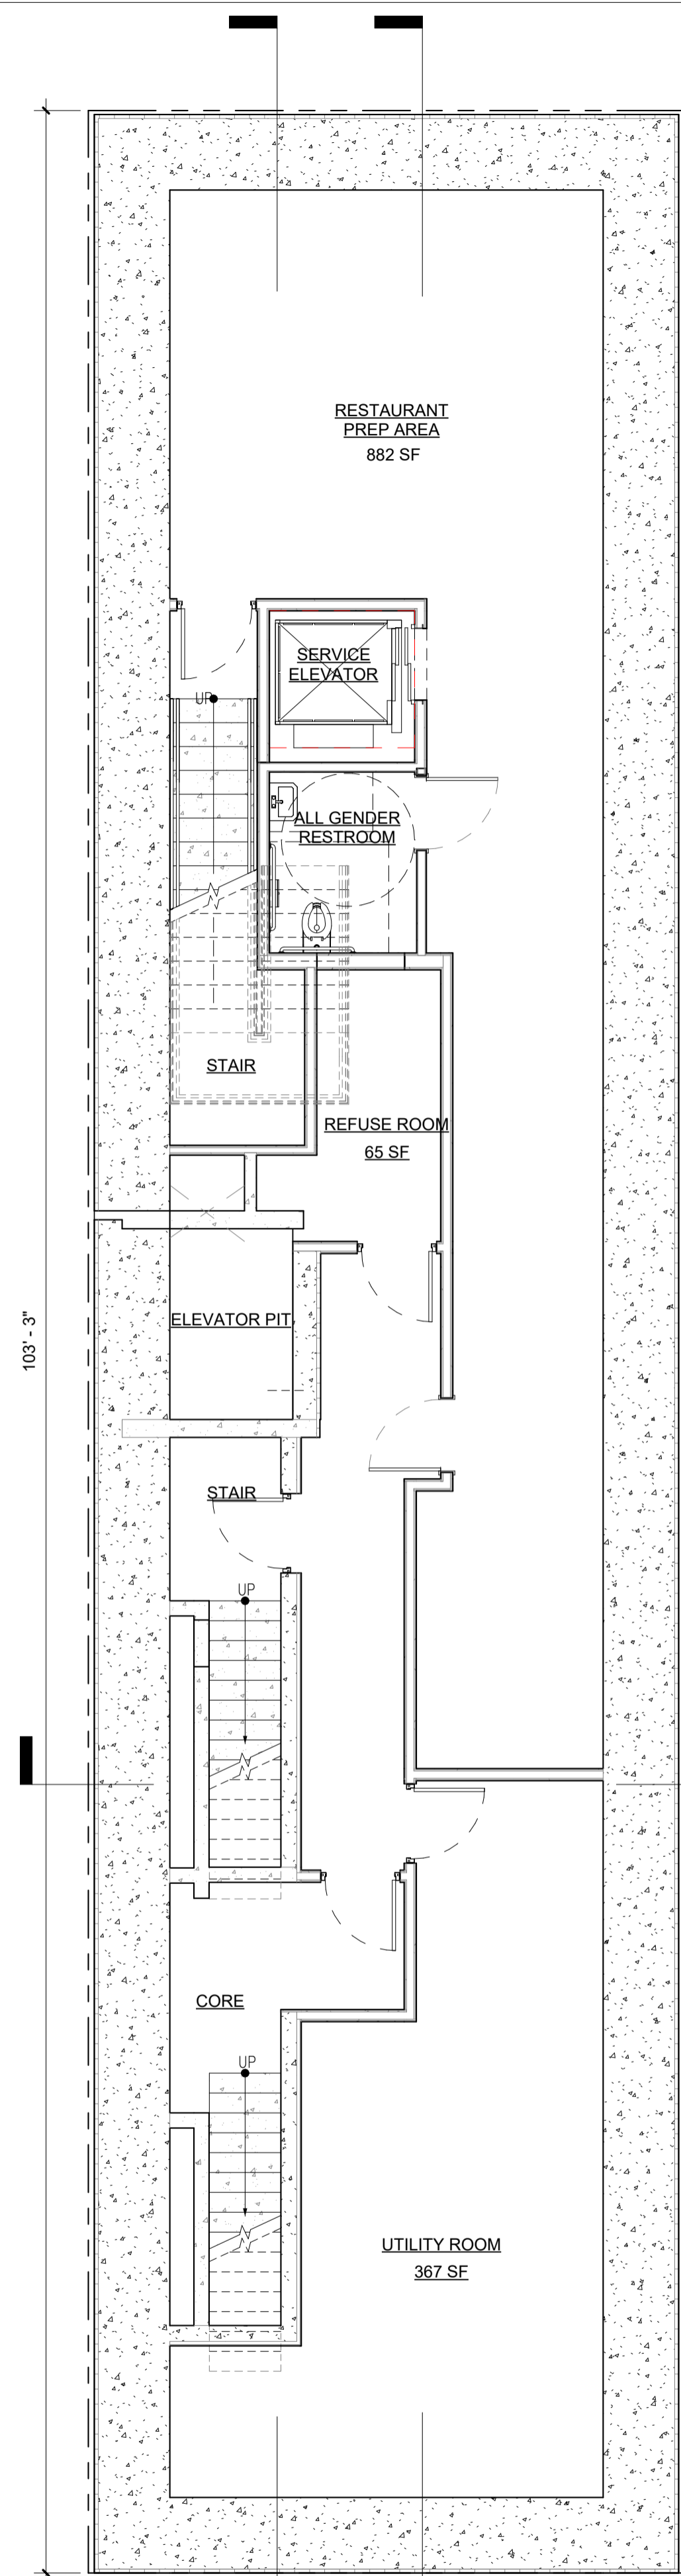 RESTAURANT
PREP AREA
882 SF
SERVICE
ELEVATOR
UP
ALL GENDER
RESTROOM
STAIR
REFUSE ROOM
65 SF
ELEVATOR PIT
103' - 3"
STAIR
UP
CORE
UP
UTILITY ROOM
367 SF